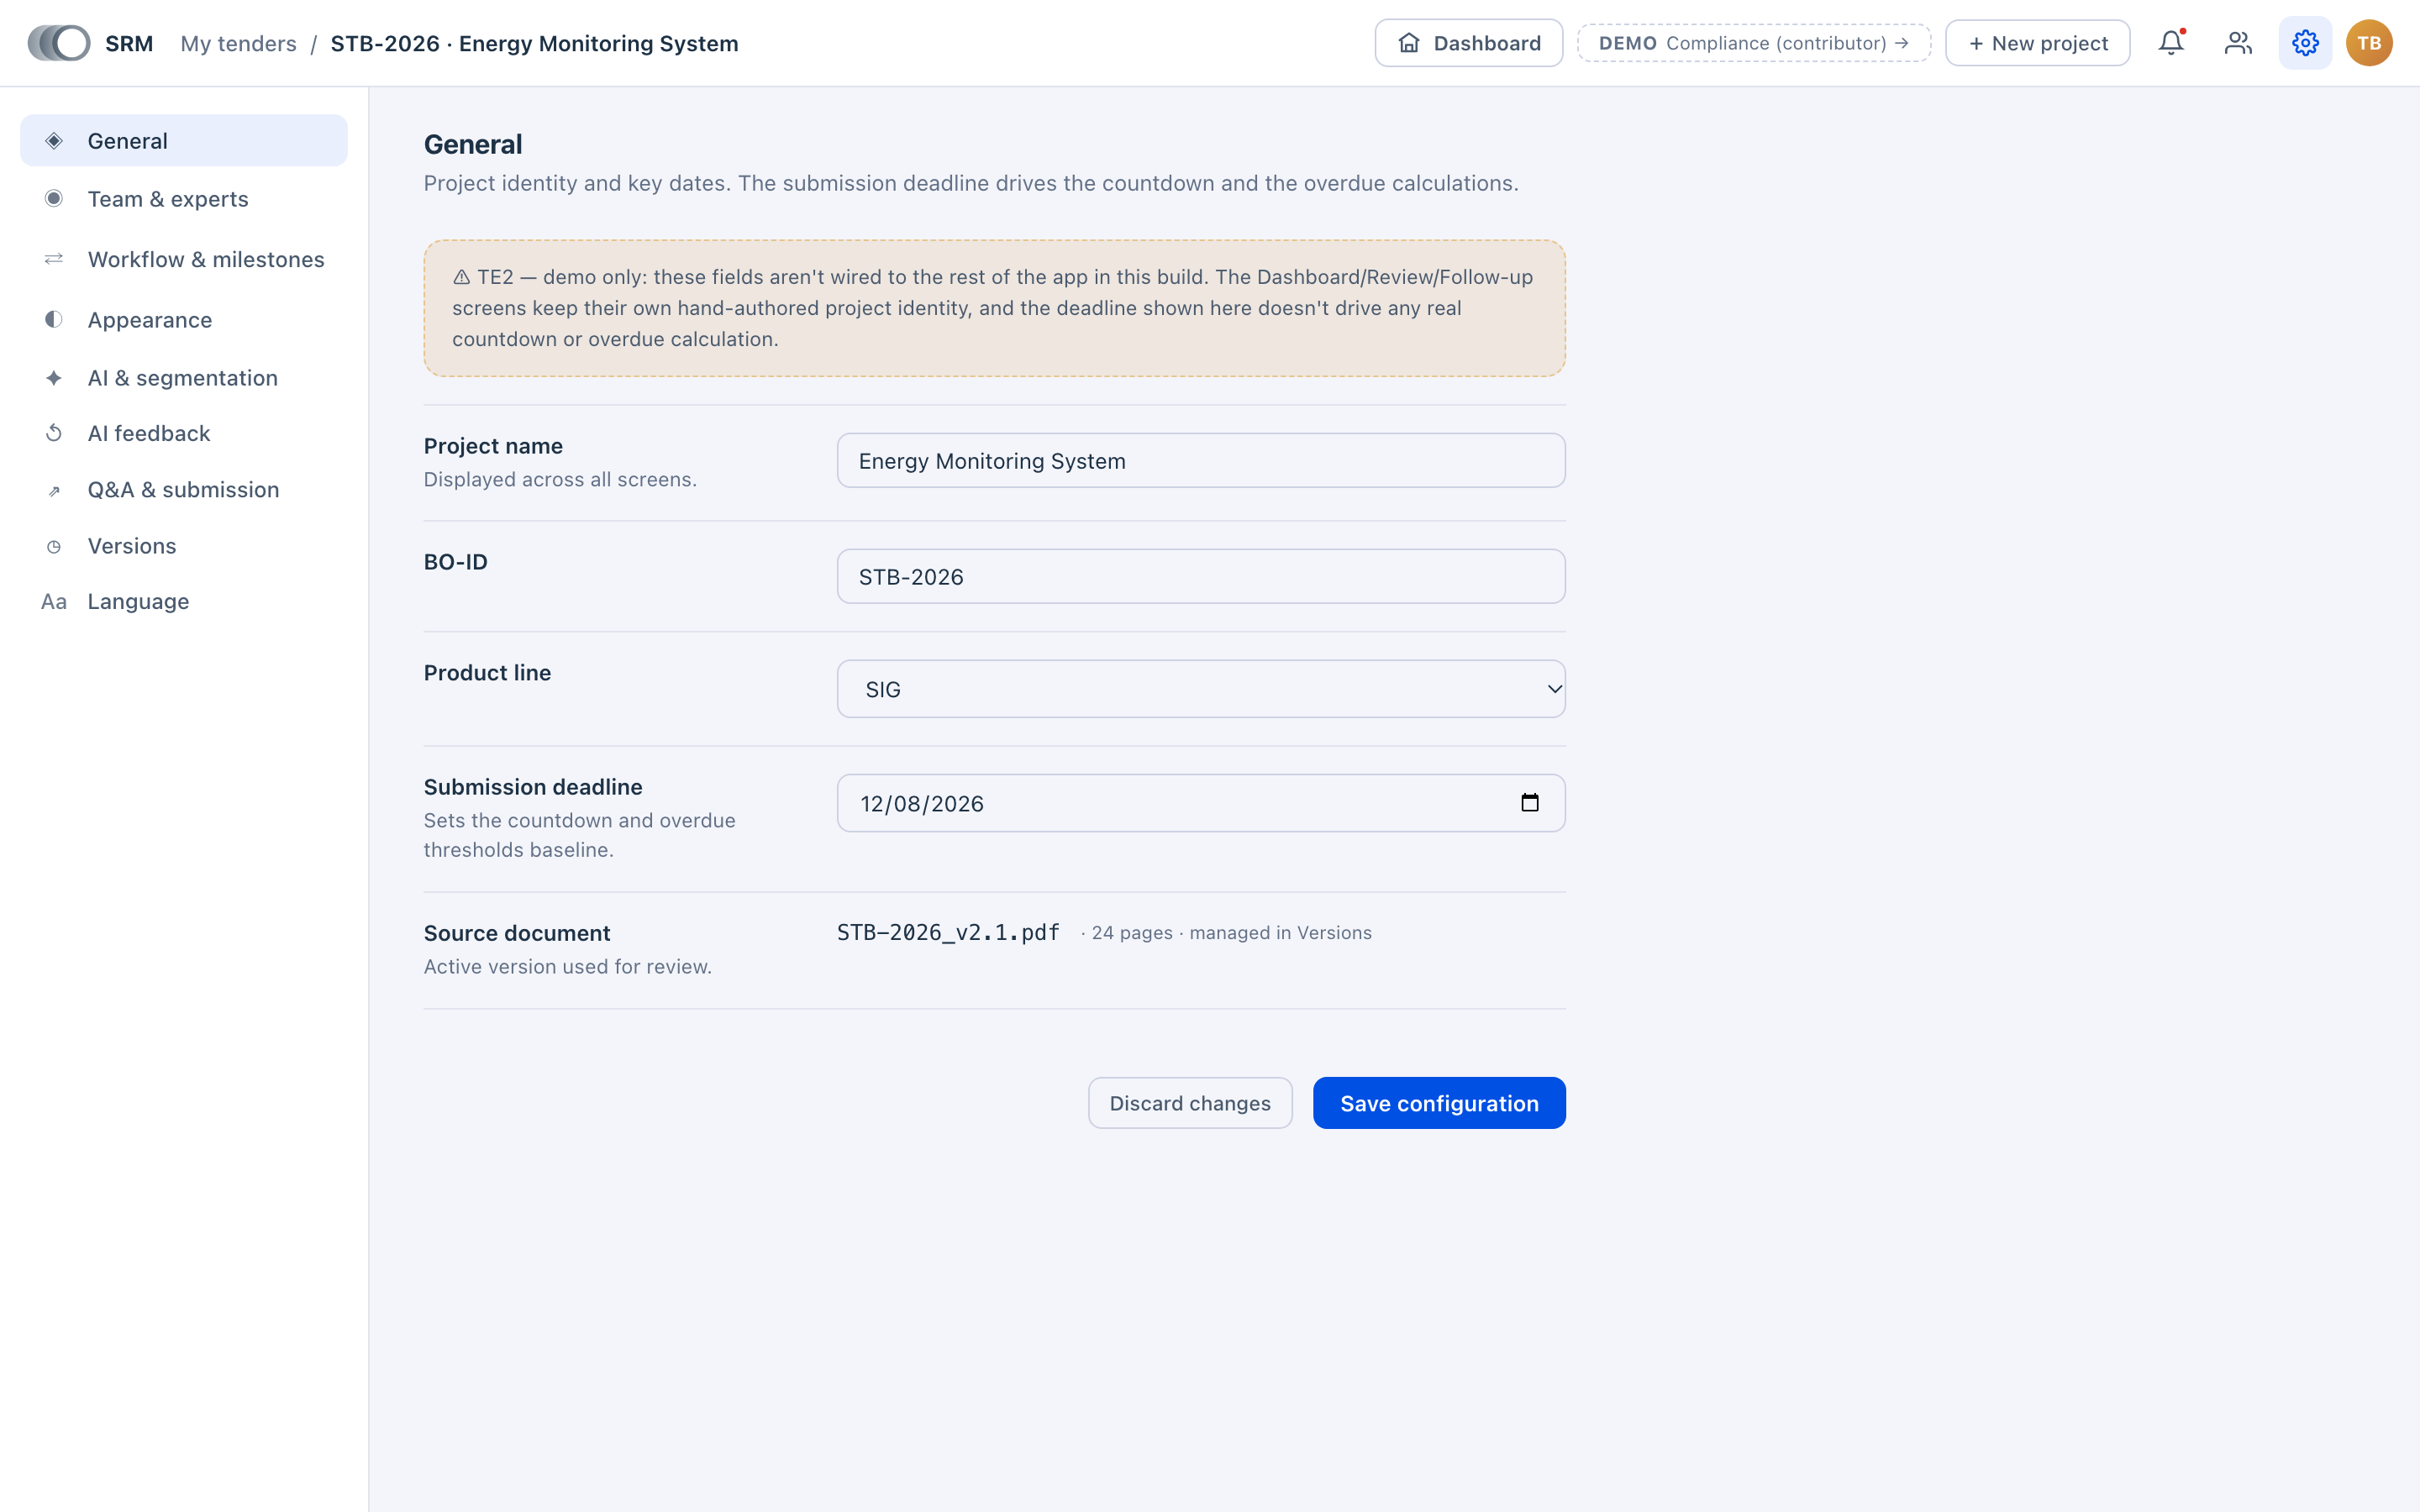 SRM My tenders / STB-2026 · Energy Monitoring System
Dashboard
DEMO Compliance (contributor) →
+ New project
TB
General
Team & experts
Workflow & milestones
Appearance
AI & segmentation
AI feedback
Q&A & submission
Versions
Aa Language
General
Project identity and key dates. The submission deadline drives the countdown and the overdue calculations.
⚠ TE2 — demo only: these fields aren't wired to the rest of the app in this build. The Dashboard/Review/Follow-up
screens keep their own hand-authored project identity, and the deadline shown here doesn't drive any real
countdown or overdue calculation.
Project name
Displayed across all screens.
Energy Monitoring System
BO-ID
STB-2026
Product line
SIG
Submission deadline
Sets the countdown and overdue
thresholds baseline.
12/08/2026
Source document
Active version used for review.
STB-2026_v2.1.pdf · 24 pages · managed in Versions
Discard changes
Save configuration